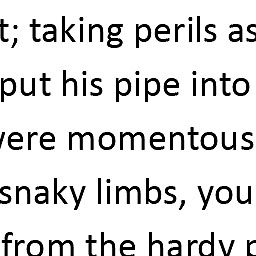 t; taking perils as
put his pipe into
were momentous
snaky limbs, you
from the hardy p